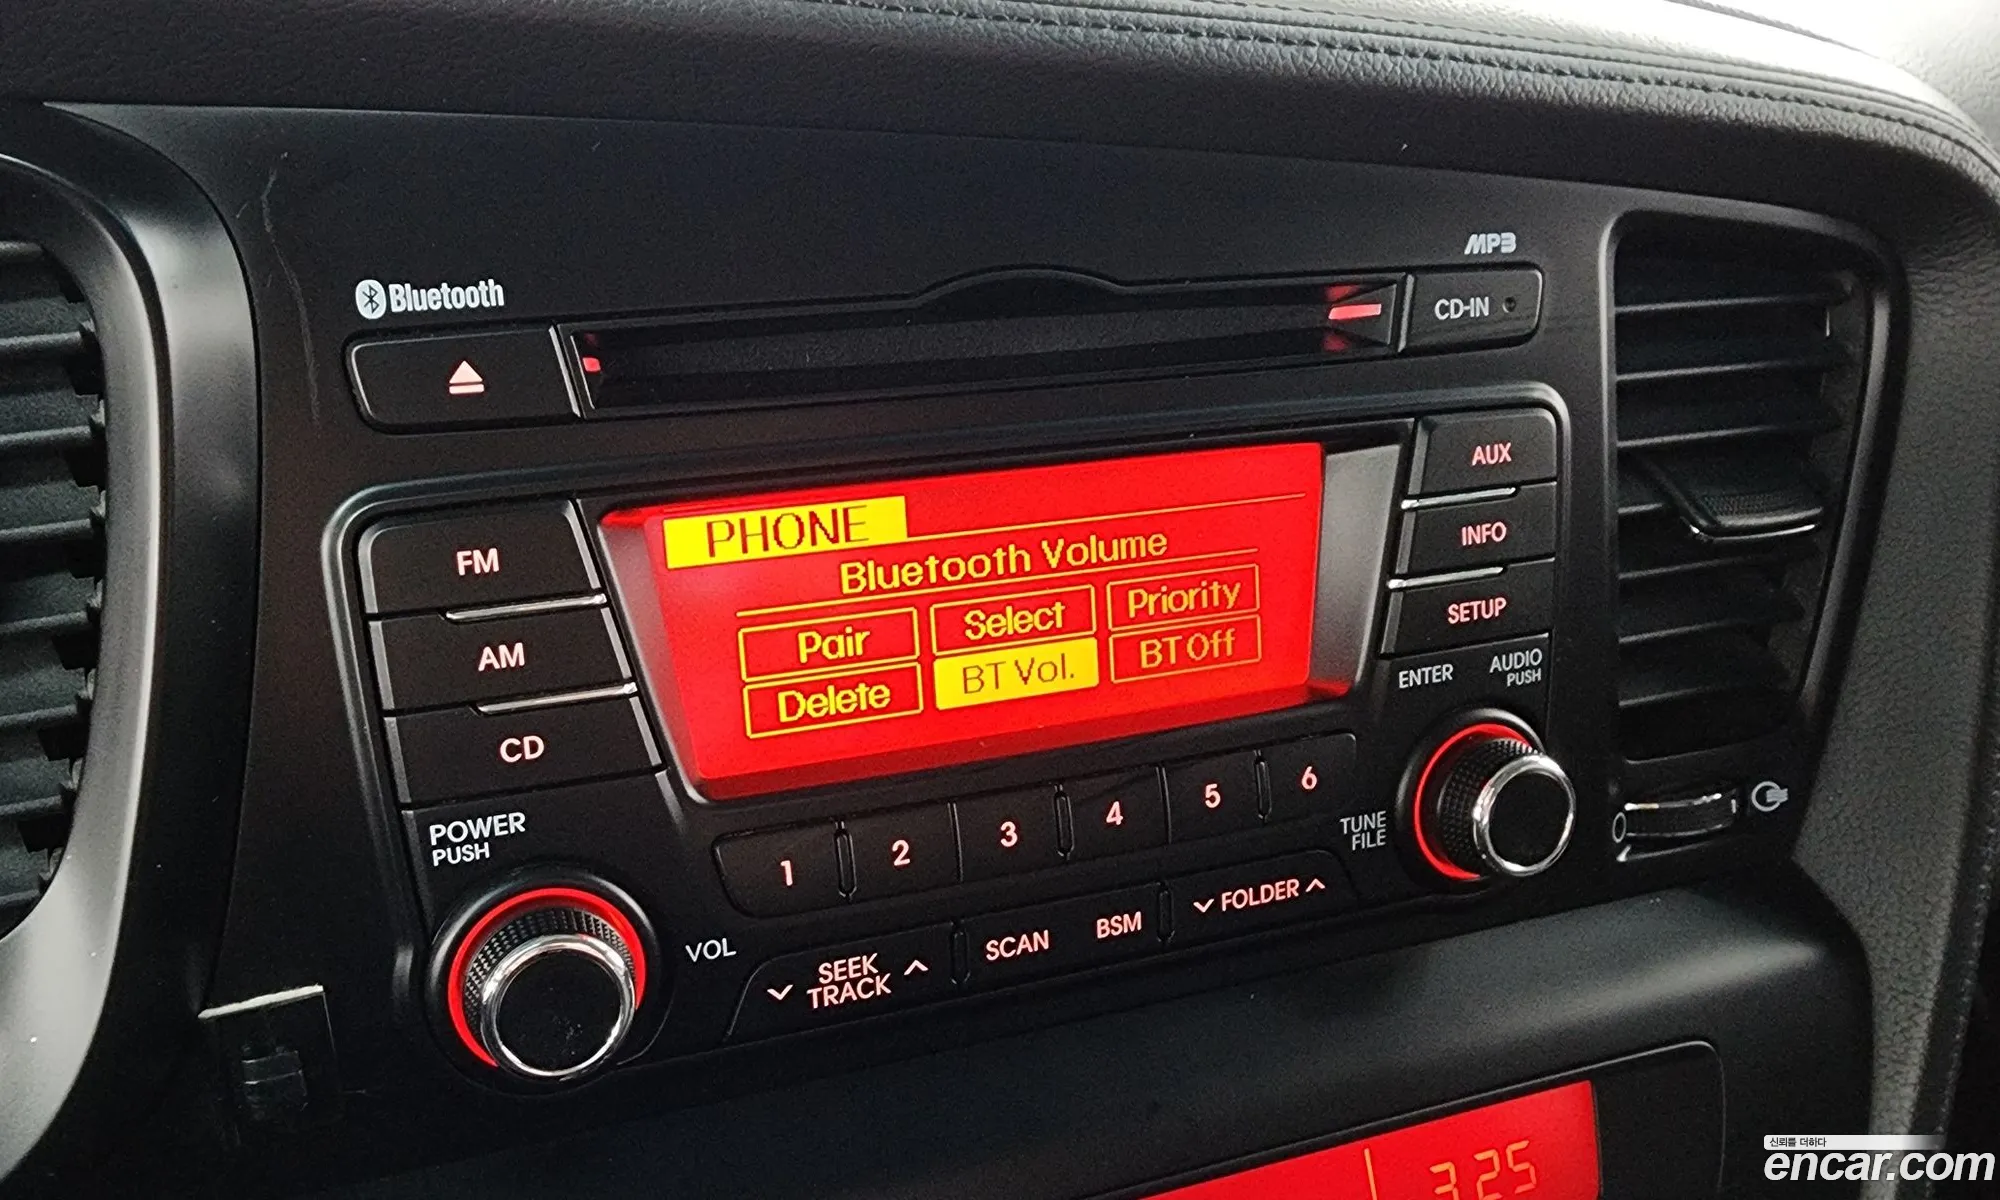 MP3
Bluetooth
CD-IN
AUX
INFO
SETUP
FM
AM
CD
PHONE
Bluetooth Volume
Pair Select Priority
Delete BT Vol. BT Off
ENTER
AUDIO
PUSH
POWER
PUSH
VOL
TUNE
FILE
1 2 3 4 5 6
SEEK
TRACK
SCAN
BSM
FOLDER
3:25
신뢰를 더하다
encar.com